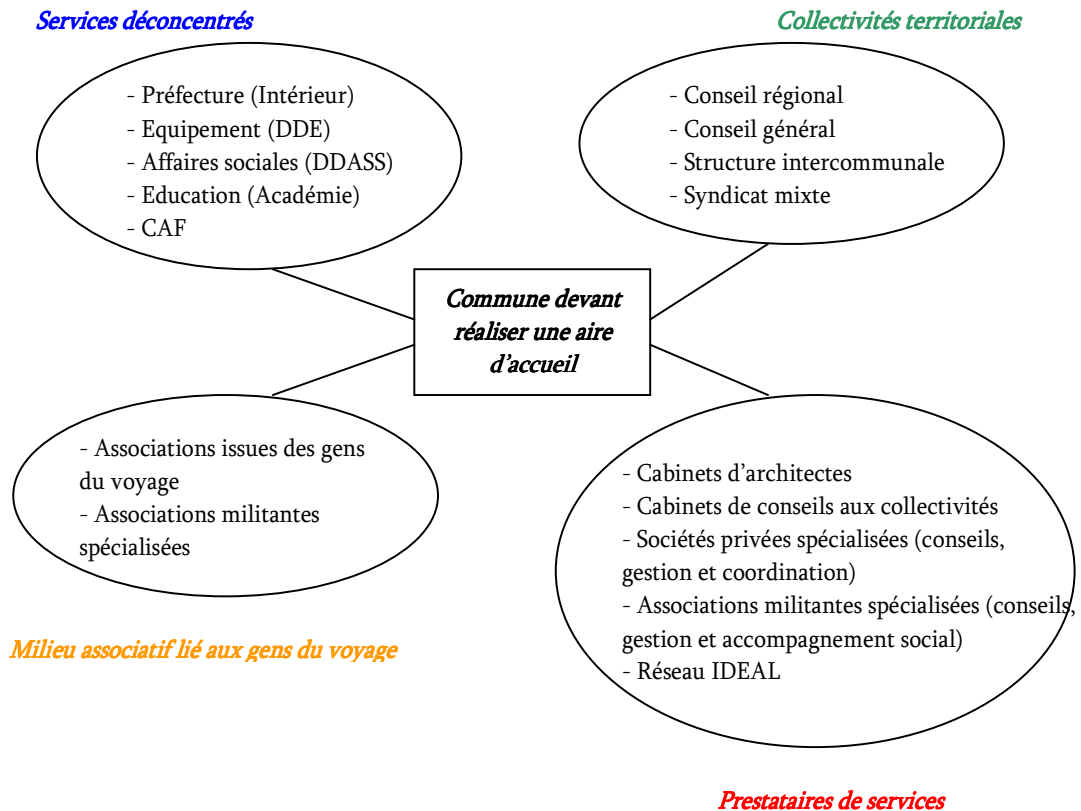 Services déconcentrés
- Préfecture (Intérieur)
- Equipement (DDE)
- Affaires sociales (DDASS)
- Education (Académie)
- CAF
Collectivités territoriales
- Conseil régional
- Conseil général
- Structure intercommunale
- Syndicat mixte
Commune devant
réaliser une aire
d'accueil
- Associations issues des gens
du voyage
- Associations militantes
spécialisées
Milieu associatif lié aux gens du voyage
- Cabinets d'architectes
- Cabinets de conseils aux collectivités
- Sociétés privées spécialisées (conseils,
gestion et coordination)
- Associations militantes spécialisées (conseils,
gestion et accompagnement social)
- Réseau IDEAL
Prestataires de services